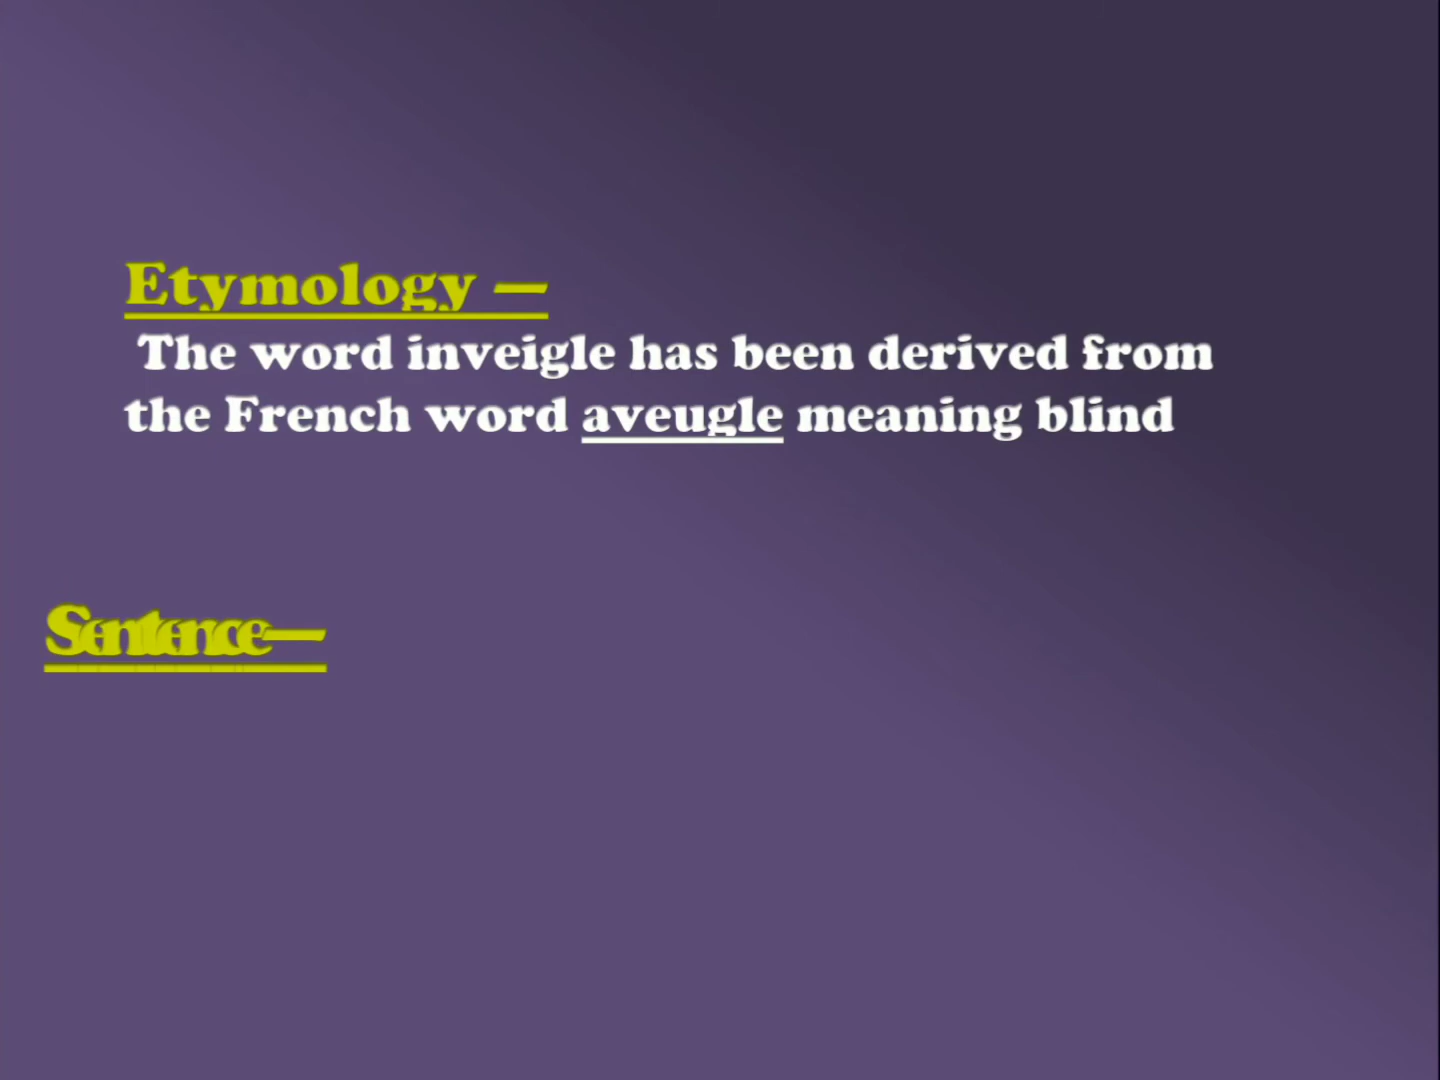 Etymology —
The word inveigle has been derived from
the French word aveugle meaning blind
Sentence—